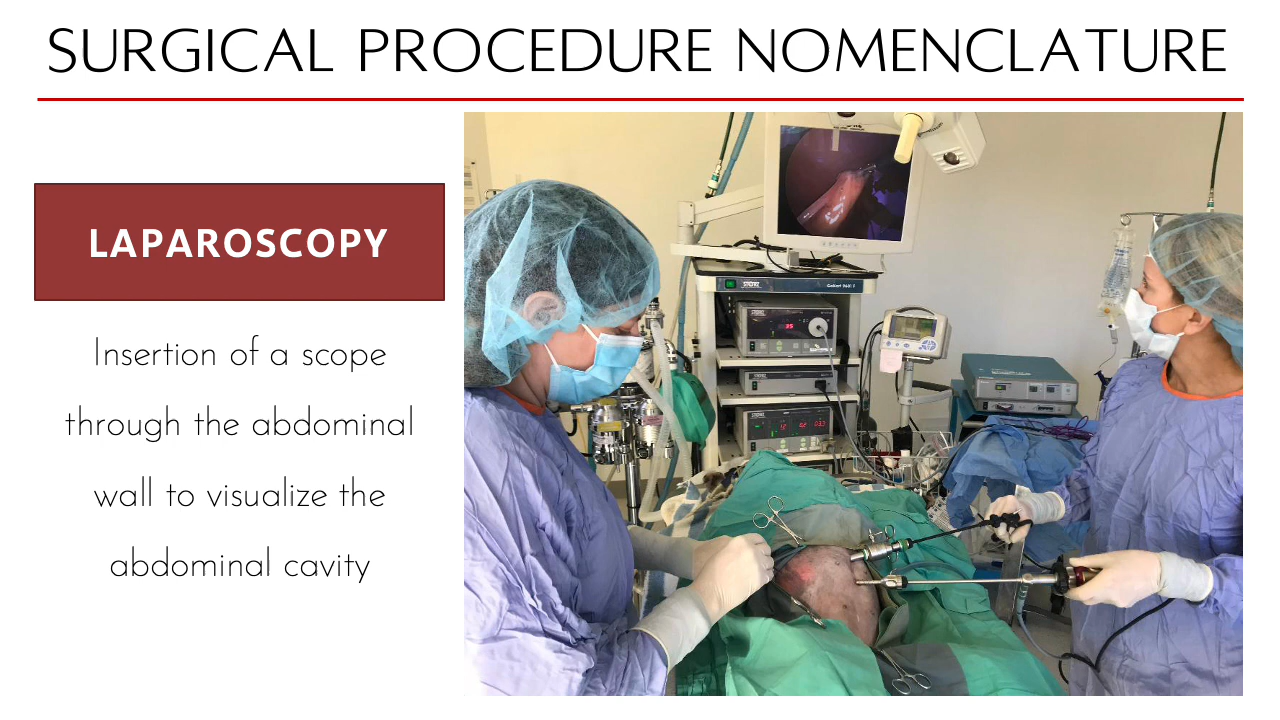 SURGICAL PROCEDURE NOMENCLATURE
LAPAROSCOPY
Insertion of a scope
through the abdominal
wall to visualize the
abdominal cavity